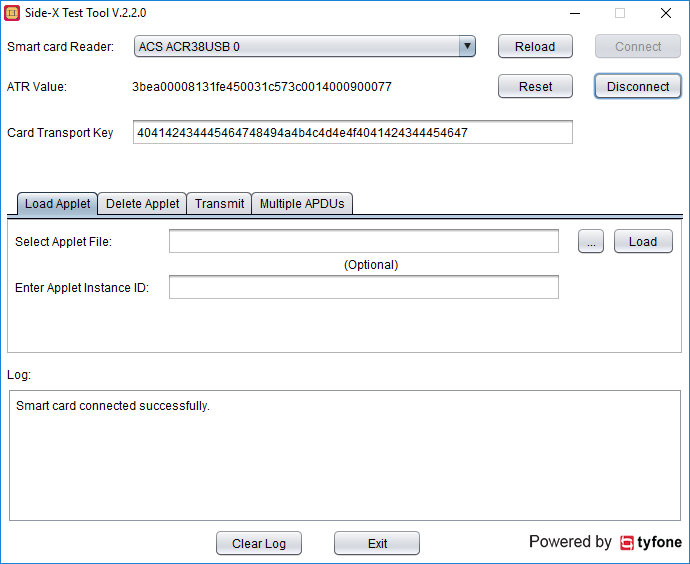 Side-X Test Tool V.2.2.0
Smart card Reader: ACS ACR38USB 0 Reload Connect
ATR Value: 3bea00008131fe450031c573c0014000900077 Reset Disconnect
Card Transport Key 404142434445464748494a4b4c4d4e4f4041424344454647
Load Applet Delete Applet Transmit Multiple APDUs
Select Applet File: ... Load
(Optional)
Enter Applet Instance ID:
Log:
Smart card connected successfully.
Clear Log Exit Powered by tyfone